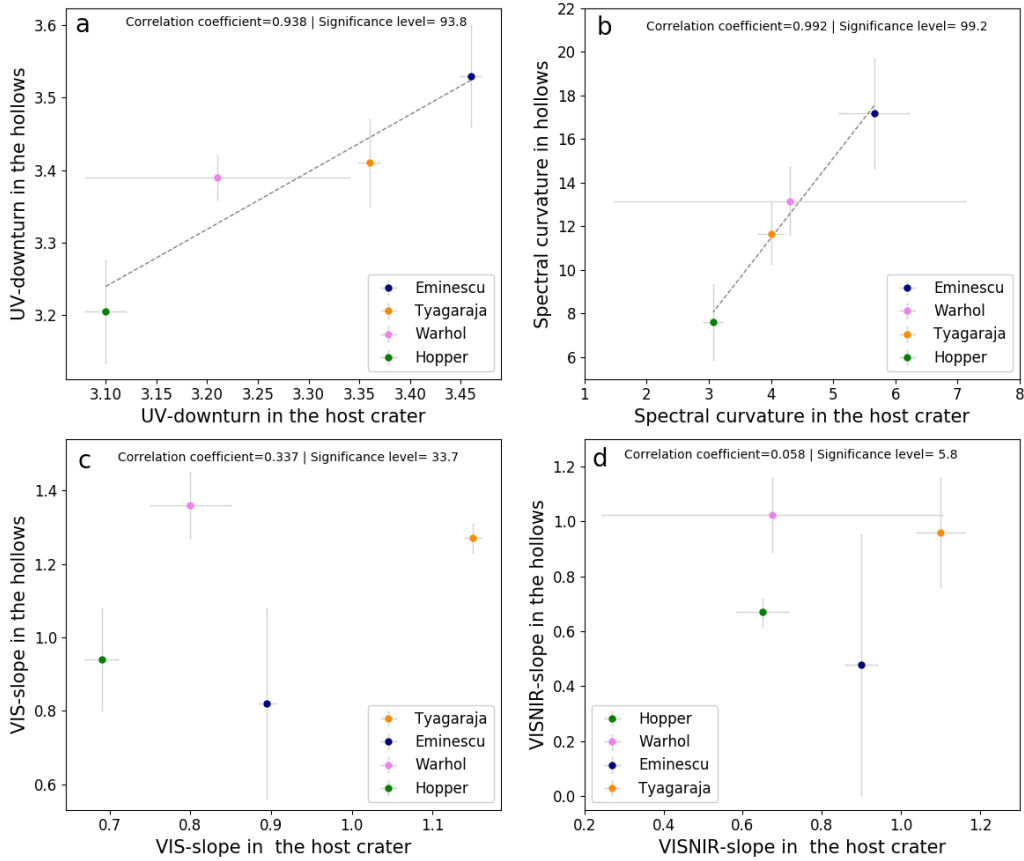 a
Correlation coefficient=0.938 | Significance level= 93.8
UV-downturn in the hollows
3.6
3.5
3.4
3.3
3.2
Eminescu
Tyagaraja
Warhol
Hopper
3.10
3.15
3.20
3.25
3.30
3.35
3.40
3.45
UV-downturn in the host crater
b
Correlation coefficient=0.992 | Significance level= 99.2
Spectral curvature in hollows
22
20
18
16
14
12
10
8
6
Eminescu
Warhol
Tyagaraja
Hopper
1
2
3
4
5
6
7
8
Spectral curvature in the host crater
c
Correlation coefficient=0.337 | Significance level= 33.7
VIS-slope in the hollows
1.4
1.2
1.0
0.8
0.6
Tyagaraja
Eminescu
Warhol
Hopper
0.7
0.8
0.9
1.0
1.1
VIS-slope in  the host crater
d
Correlation coefficient=0.058 | Significance level= 5.8
VISNIR-slope in the hollows
1.2
1.0
0.8
0.6
0.4
0.2
0.0
Hopper
Warhol
Eminescu
Tyagaraja
0.2
0.4
0.6
0.8
1.0
1.2
VISNIR-slope in  the host crater